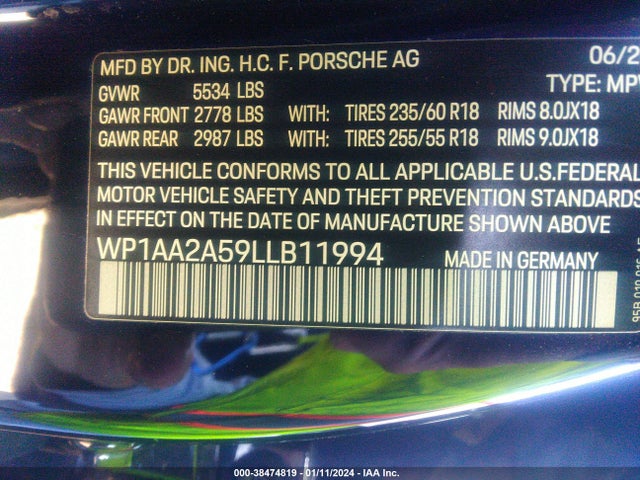 MFD BY DR. ING. H.C. F. PORSCHE AG 06/2
GVWR 5534 LBS TYPE: MPV
GAWR FRONT 2778 LBS WITH: TIRES 235/60 R18 RIMS 8.0JX18
GAWR REAR 2987 LBS WITH: TIRES 255/55 R18 RIMS 9.0JX18
THIS VEHICLE CONFORMS TO ALL APPLICABLE U.S.FEDERAL
MOTOR VEHICLE SAFETY AND THEFT PREVENTION STANDARDS
IN EFFECT ON THE DATE OF MANUFACTURE SHOWN ABOVE
WP1AA2A59LLB11994 MADE IN GERMANY
000-38474819 - 01/11/2024 - IAA Inc.